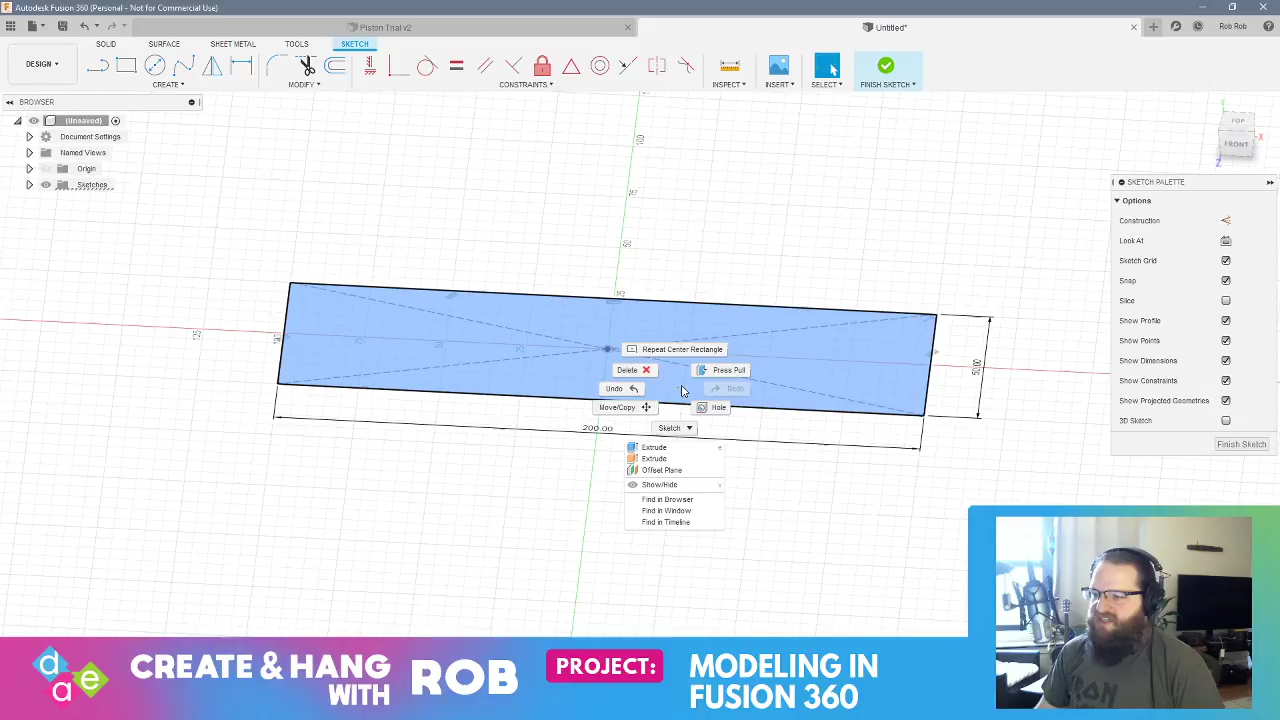 Autodesk Fusion 360 (Personal - Not for Commercial Use)
Piston Trial v2
Untitled*
Rob Rob
DESIGN
SOLID
SURFACE
SHEET METAL
TOOLS
SKETCH
CREATE
MODIFY
CONSTRAINTS
INSPECT
INSERT
SELECT
FINISH SKETCH
BROWSER
(Unsaved)
Document Settings
Named Views
Origin
Sketches
TOP
FRONT
X
Y
Z
SKETCH PALETTE
Options
Construction
Look At
Sketch Grid
Snap
Slice
Show Profile
Show Points
Show Dimensions
Show Constraints
Show Projected Geometries
3D Sketch
Finish Sketch
100
75
50
25
125
200.00
Repeat Center Rectangle
Delete
Press Pull
Undo
Redo
Move/Copy
Hole
Sketch
Extrude e
Extrude
Offset Plane
Show/Hide v
Find in Browser
Find in Window
Find in Timeline
dae
CREATE & HANG
WITH
ROB
PROJECT:
MODELING IN
FUSION 360